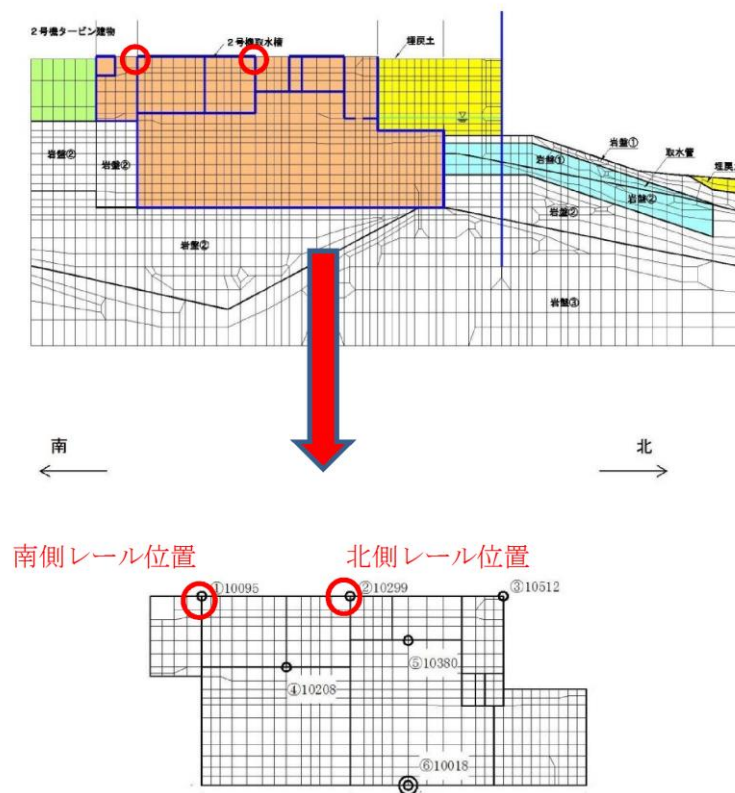 2号機タービン建物
2号機取水槽
埋戻土
岩盤②
岩盤②
岩盤①
取水管
岩盤①
岩盤②
岩盤②
埋戻
岩盤②
岩盤③
南
北
南側レール位置
北側レール位置
①10095
②10299
③10512
⑤10380
④10208
⑥10018